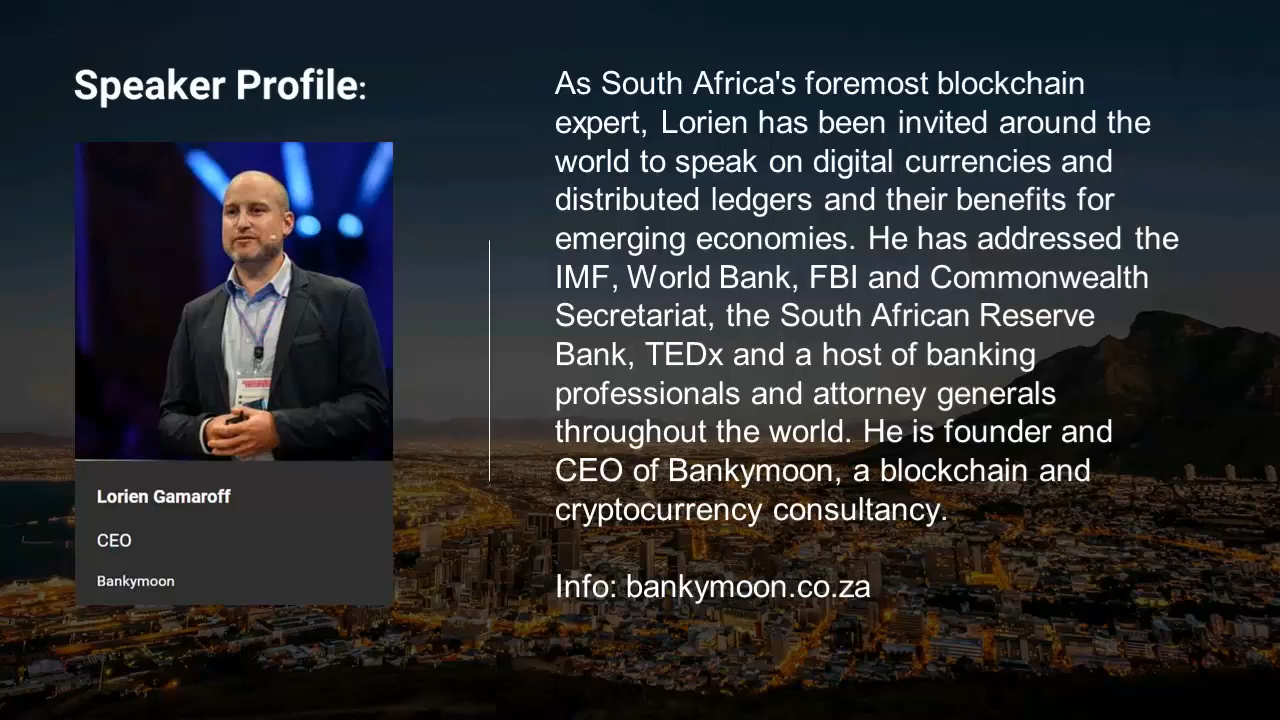 Speaker Profile:
Lorien Gamaroff
CEO
Bankymoon
As South Africa's foremost blockchain
expert, Lorien has been invited around the
world to speak on digital currencies and
distributed ledgers and their benefits for
emerging economies. He has addressed the
IMF, World Bank, FBI and Commonwealth
Secretariat, the South African Reserve
Bank, TEDx and a host of banking
professionals and attorney generals
throughout the world. He is founder and
CEO of Bankymoon, a blockchain and
cryptocurrency consultancy.
Info: bankymoon.co.za